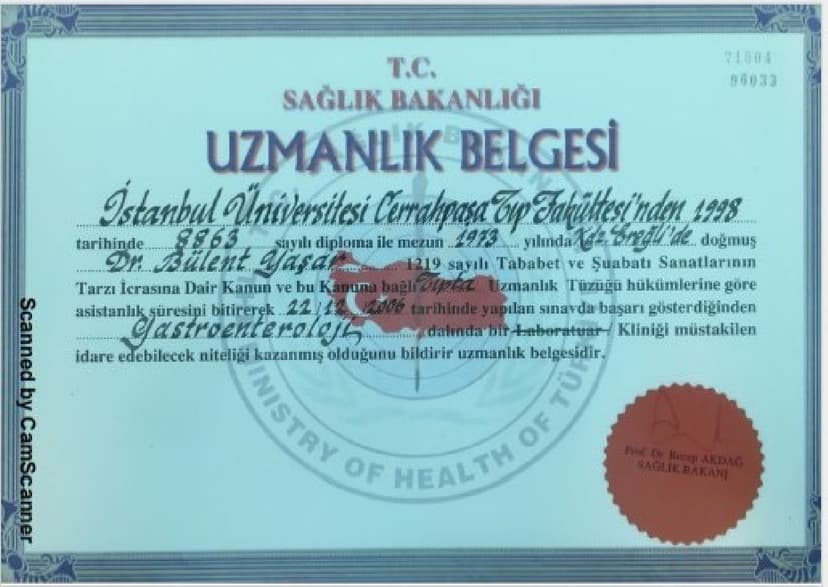 71604
96033
T.C.
SAĞLIK BAKANLIĞI
UZMANLIK BELGESİ
İstanbul Üniversitesi Cerrahpaşa Tıp Fakültesi'nden 1998
tarihinde 8863 sayılı diploma ile mezun 1973 yılında Kdz Ereğli'de doğmuş
Dr. Bülent Yaşar 1219 sayılı Tababet ve Şuabatı Sanatlarının
Tarzı İcrasına Dair Kanun ve bu Kanuna bağlı Tıpta Uzmanlık Tüzüğü hükümlerine göre
asistanlık süresini bitirerek 22/12/2006 tarihinde yapılan sınavda başarı gösterdiğinden
Gastroenteroloji dalında bir Laboratuar / Kliniği müstakilen
idare edebilecek niteliği kazanmış olduğunu bildirir uzmanlık belgesidir.
MINISTRY OF HEALTH OF TURKEY
Prof. Dr. Recep AKDAĞ
SAĞLIK BAKANI
Scanned by CamScanner